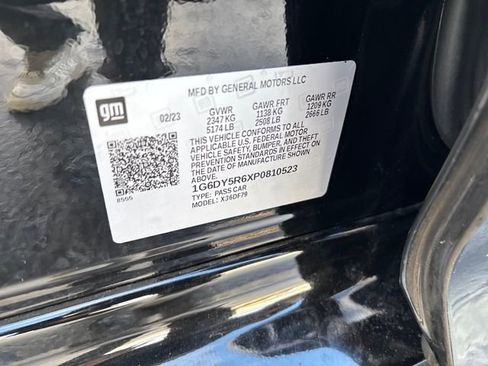 MFD BY GENERAL MOTORS LLC
gm
02/23
GVWR
2347 KG
5174 LB
GAWR FRT
1138 KG
2508 LB
GAWR RR
1209 KG
2666 LB
THIS VEHICLE CONFORMS TO ALL
APPLICABLE U.S. FEDERAL MOTOR
VEHICLE SAFETY, BUMPER, AND THEFT
PREVENTION STANDARDS IN EFFECT ON
THE DATE OF MANUFACTURE SHOWN
ABOVE.
1G6DY5R6XP0810523
TYPE: PASS CAR
MODEL: X36DF79